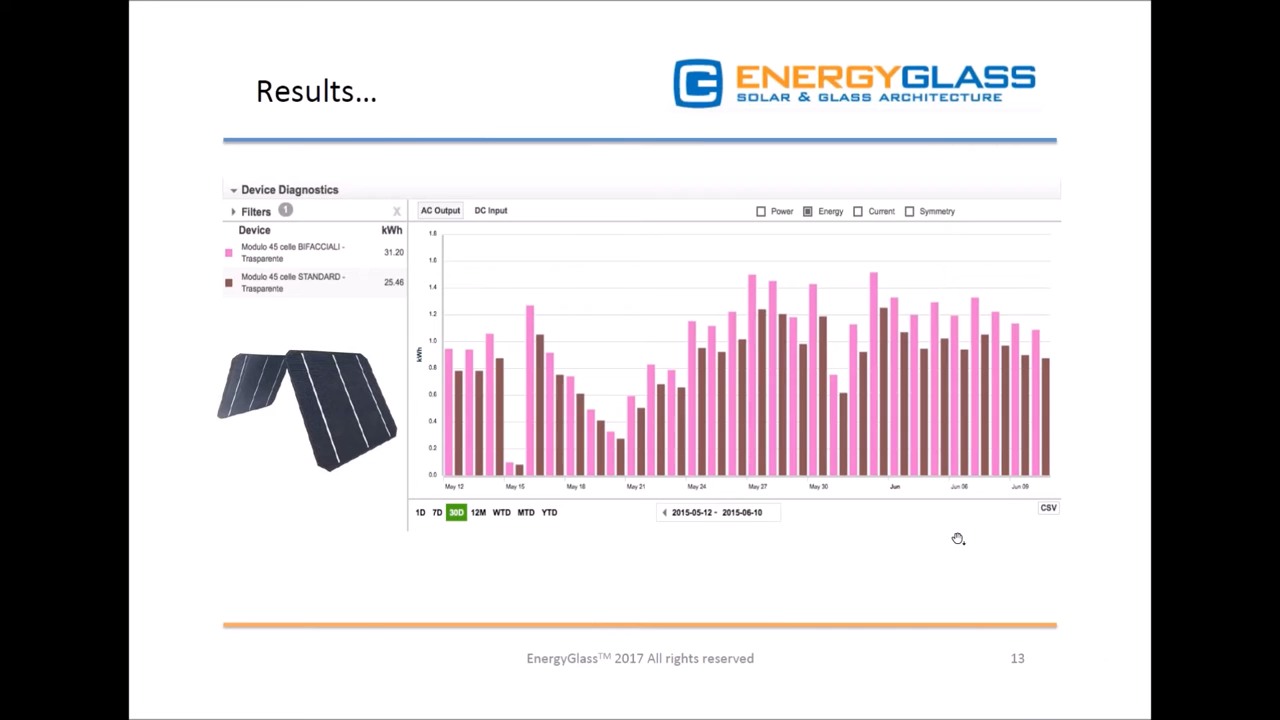 Results...
ENERGYGLASS
SOLAR & GLASS ARCHITECTURE
Device Diagnostics
Filters 1 X
Device kWh
Modulo 45 celle BIFACCIALI -
Trasparente
31.20
Modulo 45 celle STANDARD -
Trasparente
25.46
AC Output DC Input
Power Energy Current Symmetry
kWh
1.8
1.6
1.4
1.2
1.0
0.8
0.6
0.4
0.2
0.0
May 12 May 15 May 18 May 21 May 24 May 27 May 30 Jun Jun 06 Jun 09
1D 7D 30D 12M WTD MTD YTD
2015-05-12 - 2015-06-10
CSV
EnergyGlass™ 2017 All rights reserved
13